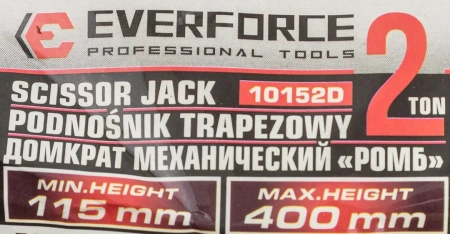 EVERFORCE
PROFESSIONAL TOOLS
2 TON
SCISSOR JACK 10152D
PODNOŚNIK TRAPEZOWY
ДОМКРАТ МЕХАНИЧЕСКИЙ «РОМБ»
MIN.HEIGHT
115 mm
MAX.HEIGHT
400 mm